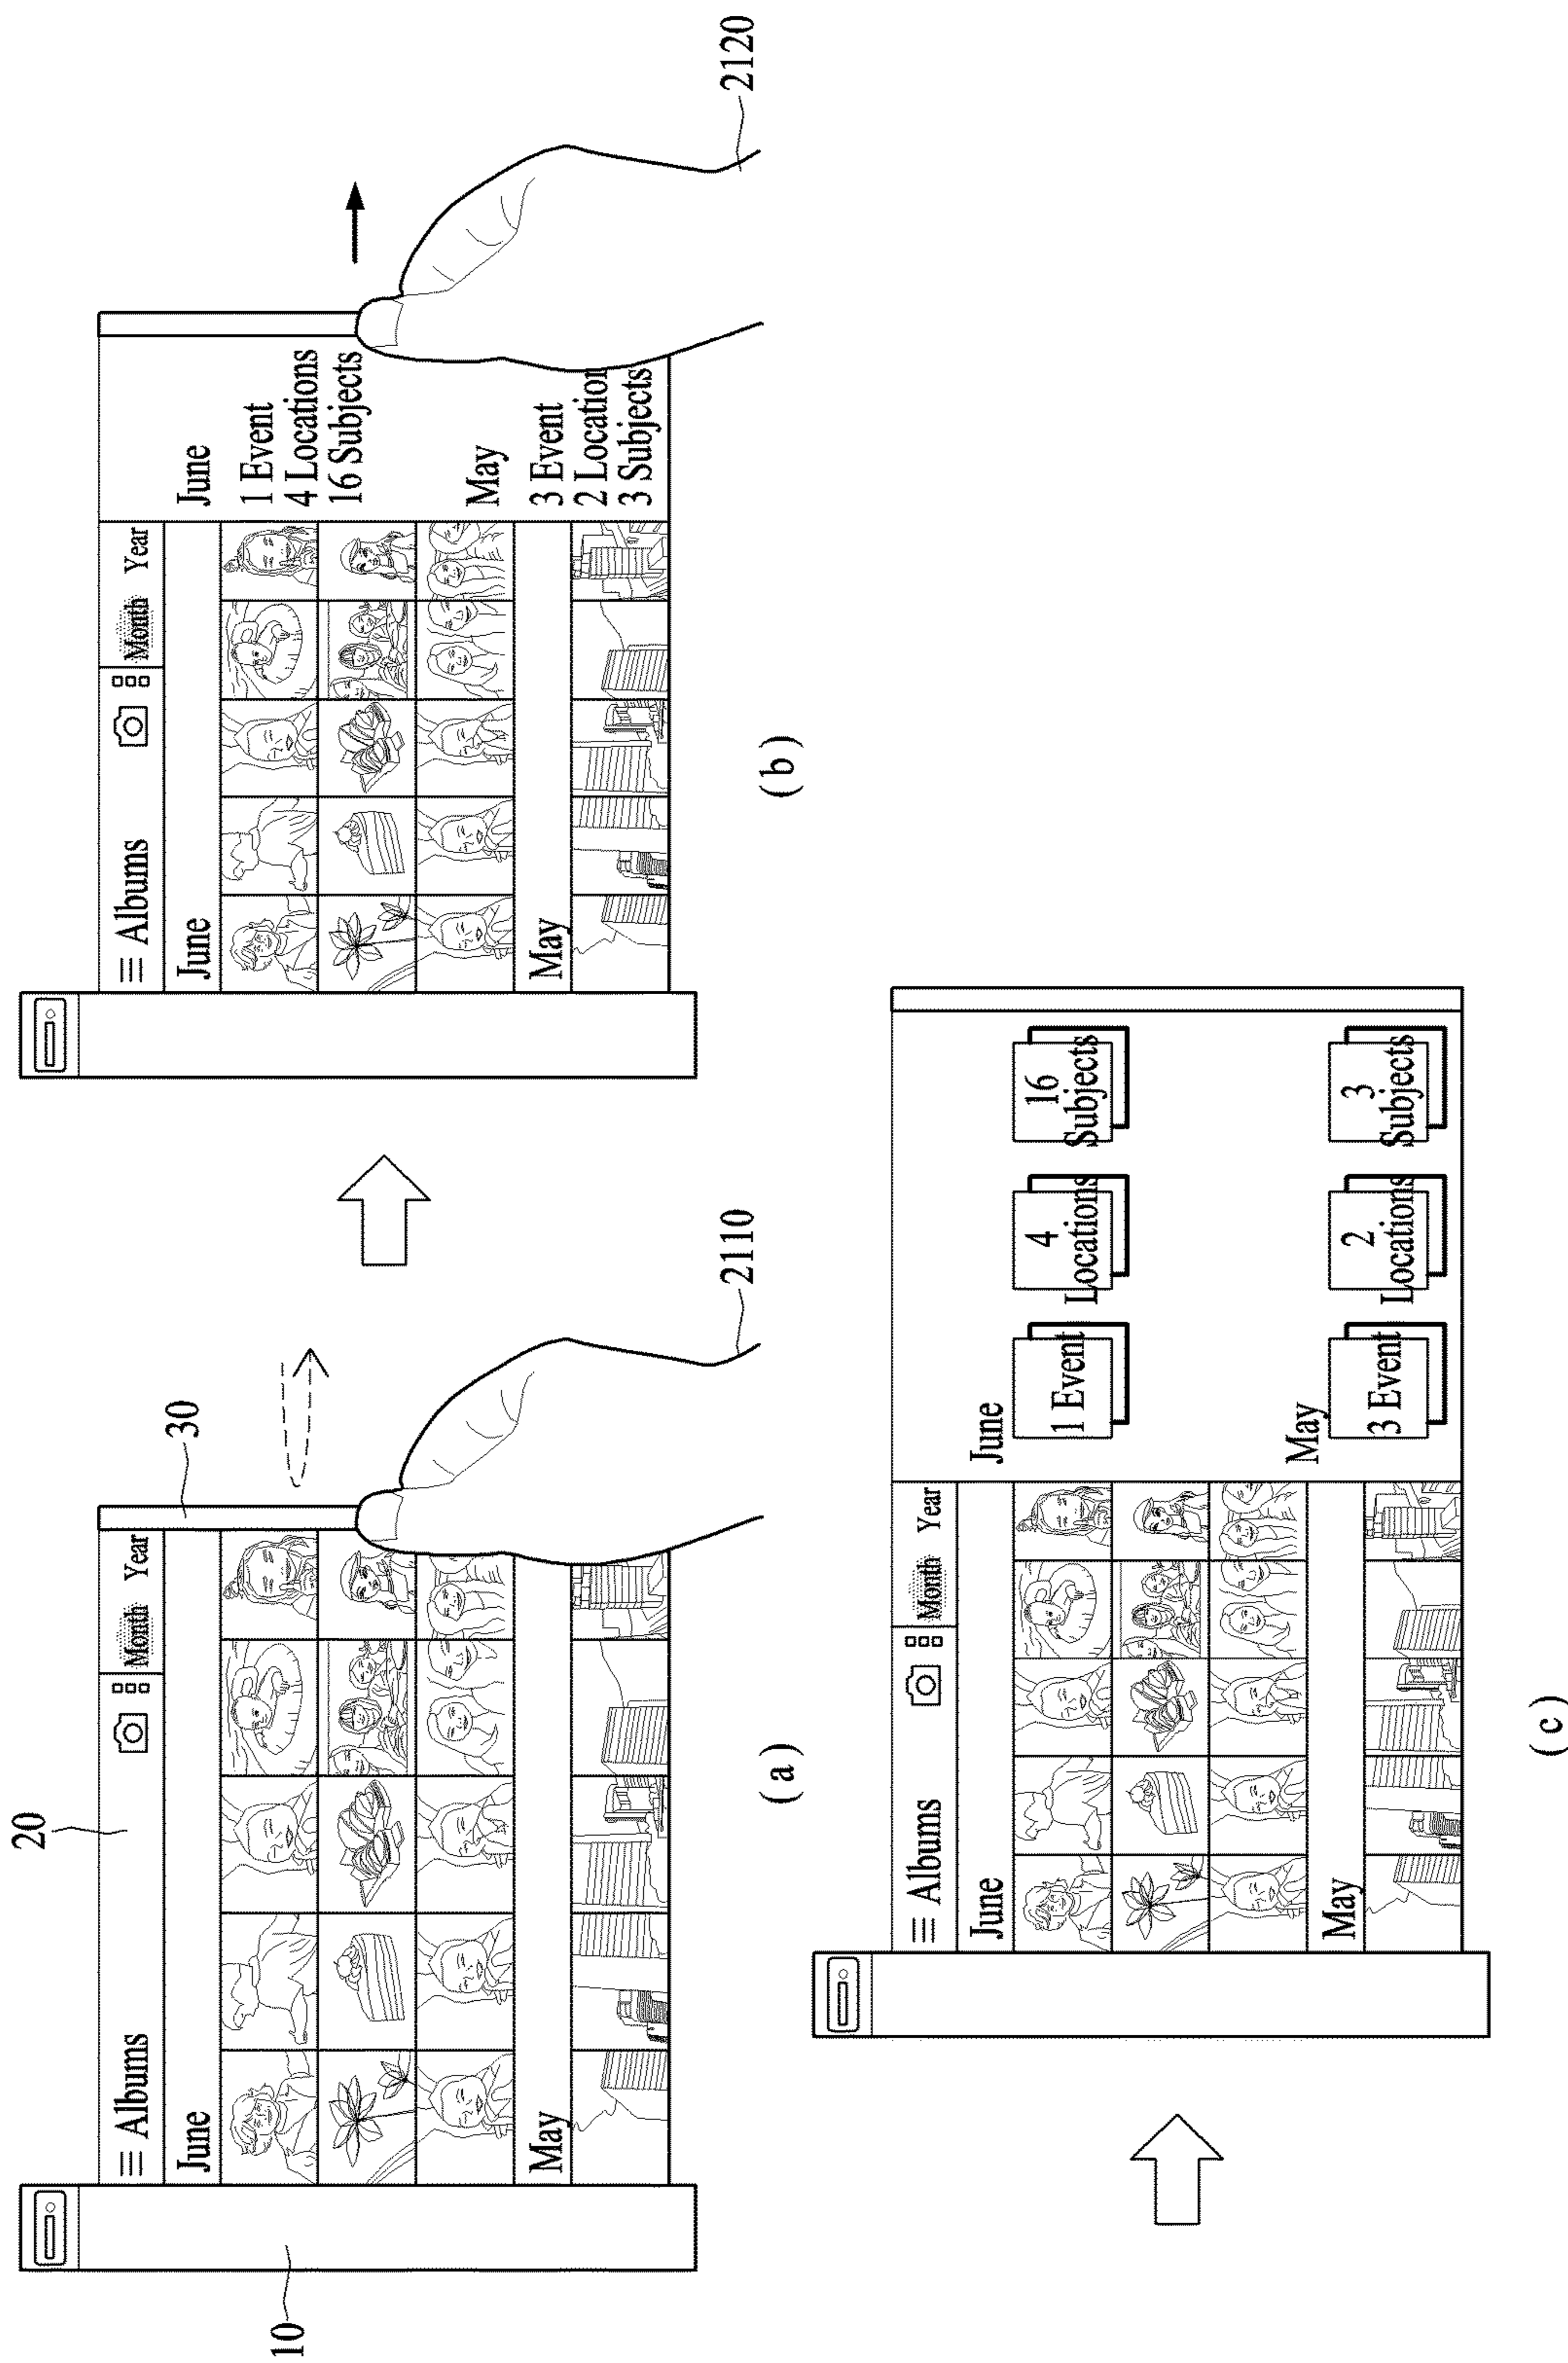 20
30
≡ Albums
Month Year
June
May
10
2110
(a)
≡ Albums
Month Year
June
May
June
1 Event
4 Locations
16 Subjects
May
3 Event
2 Location
3 Subjects
2120
(b)
≡ Albums
Month Year
June
May
June
1 Event
4
Locations
16
Subjects
May
3 Event
2
Locations
3
Subjects
(c)